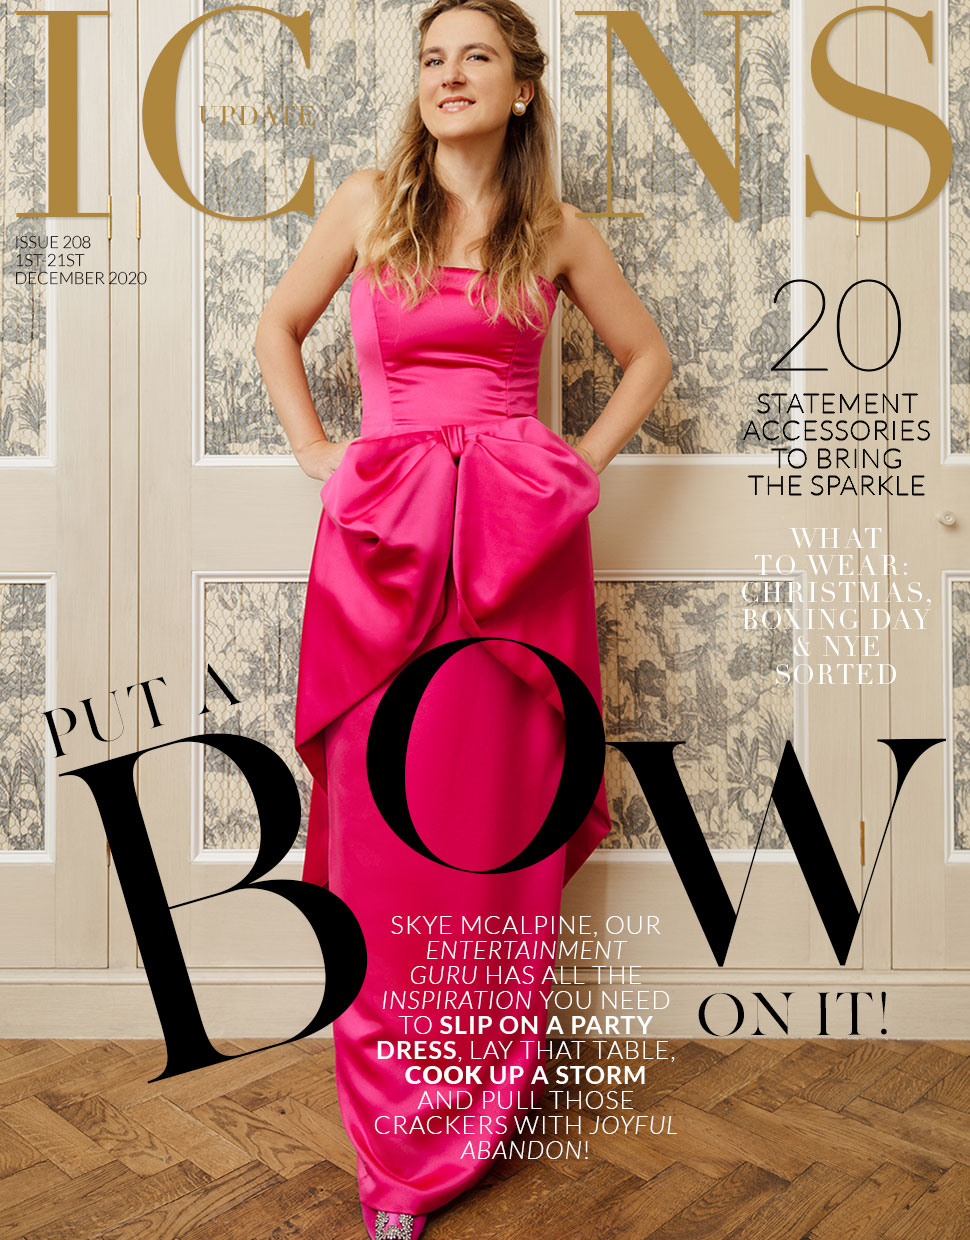 ICNS
UPDATE
ISSUE 208
1ST-21ST
DECEMBER 2020
20
STATEMENT
ACCESSORIES
TO BRING
THE SPARKLE
WHAT
TO WEAR:
CHRISTMAS,
BOXING DAY
& NYE
SORTED
PUT A
BOW
ON IT!
SKYE MCALPINE, OUR
ENTERTAINMENT
GURU HAS ALL THE
INSPIRATION YOU NEED
TO SLIP ON A PARTY
DRESS, LAY THAT TABLE,
COOK UP A STORM
AND PULL THOSE
CRACKERS WITH JOYFUL
ABANDON!